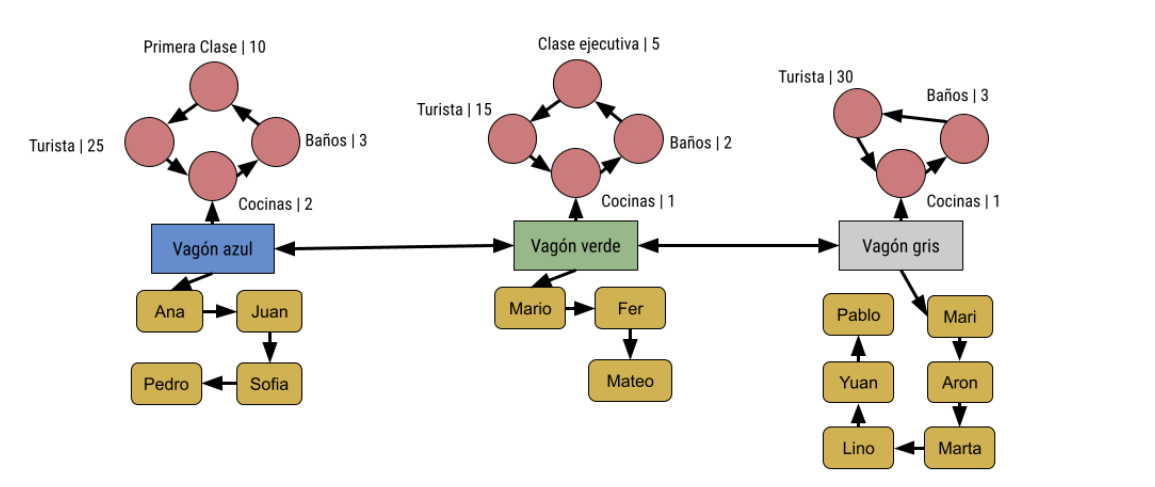 Primera Clase | 10
Turista | 25
Baños | 3
Cocinas | 2
Vagón azul
Ana
Juan
Pedro
Sofia
Clase ejecutiva | 5
Turista | 15
Baños | 2
Cocinas | 1
Vagón verde
Mario
Fer
Mateo
Turista | 30
Baños | 3
Cocinas | 1
Vagón gris
Pablo
Mari
Yuan
Aron
Lino
Marta